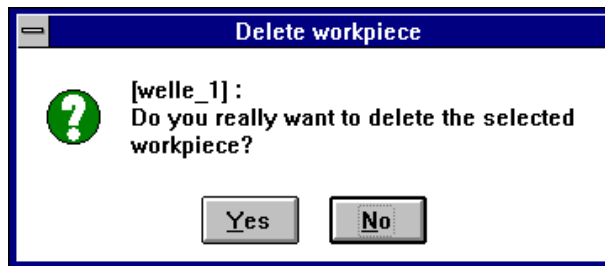 Delete workpiece
[welle_1] :
Do you really want to delete the selected
workpiece?
Yes No